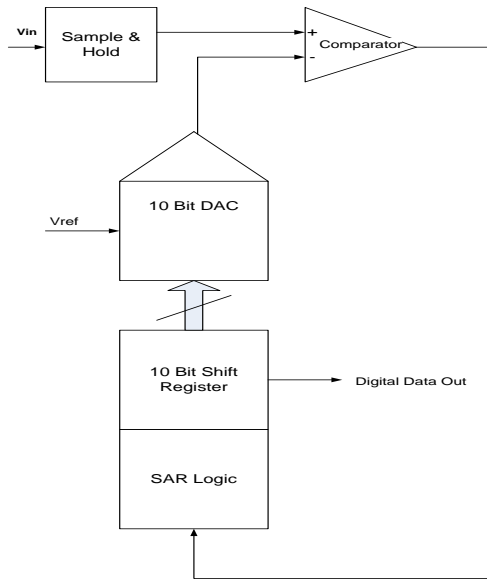 Vin
Sample &
Hold
+
Comparator
-
10 Bit DAC
Vref
10 Bit Shift
Register
Digital Data Out
SAR Logic